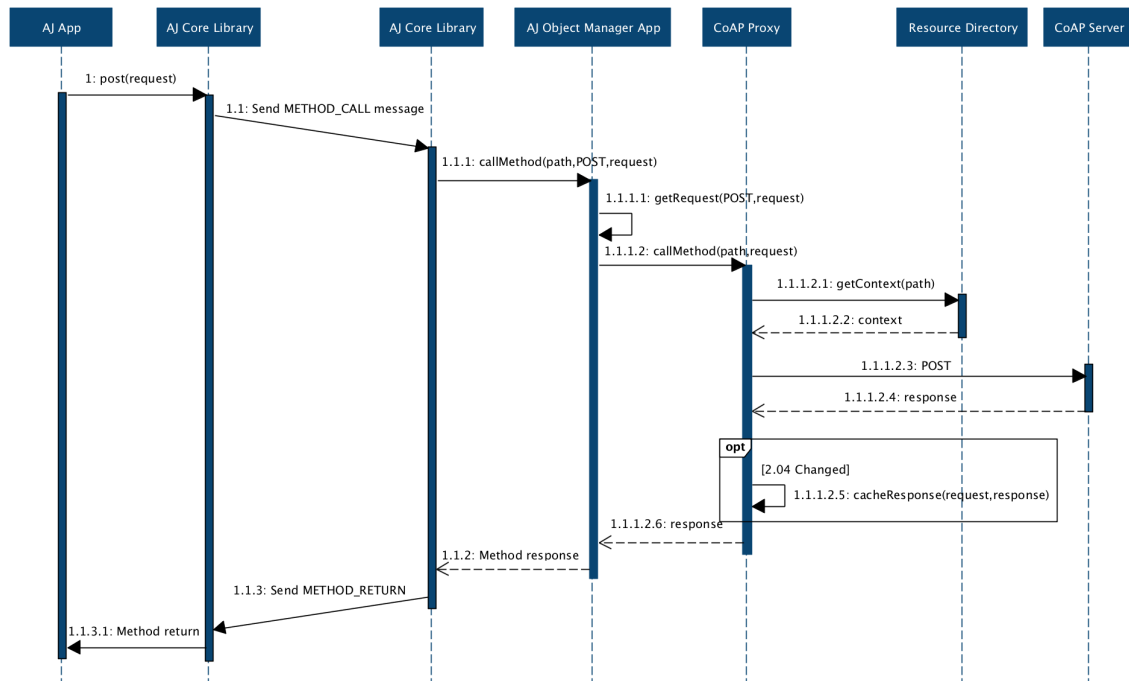 AJ App
AJ Core Library
AJ Core Library
AJ Object Manager App
CoAP Proxy
Resource Directory
CoAP Server
1: post(request)
1.1: Send METHOD_CALL message
1.1.1: callMethod(path,POST,request)
1.1.1.1: getRequest(POST,request)
1.1.1.2: callMethod(path,request)
1.1.1.2.1: getContext(path)
1.1.1.2.2: context
1.1.1.2.3: POST
1.1.1.2.4: response
opt
[2.04 Changed]
1.1.1.2.5: cacheResponse(request,response)
1.1.1.2.6: response
1.1.2: Method response
1.1.3: Send METHOD_RETURN
1.1.3.1: Method return